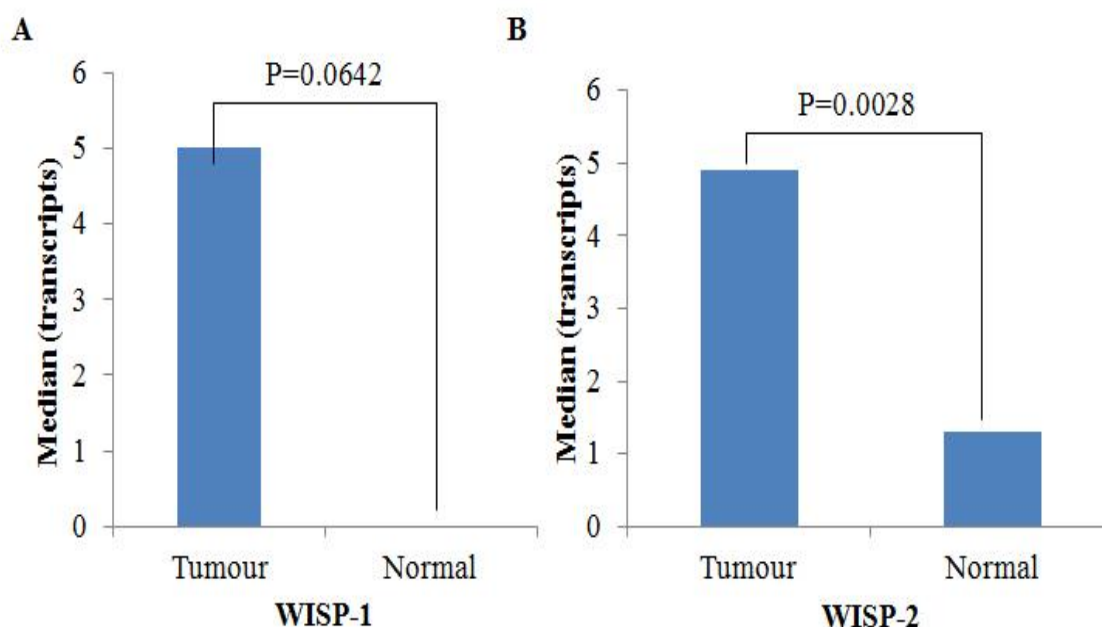 A
P=0.0642
Median (transcripts)
6
5
4
3
2
1
0
Tumour Normal
WISP-1
B
P=0.0028
Median (transcripts)
6
5
4
3
2
1
0
Tumour Normal
WISP-2